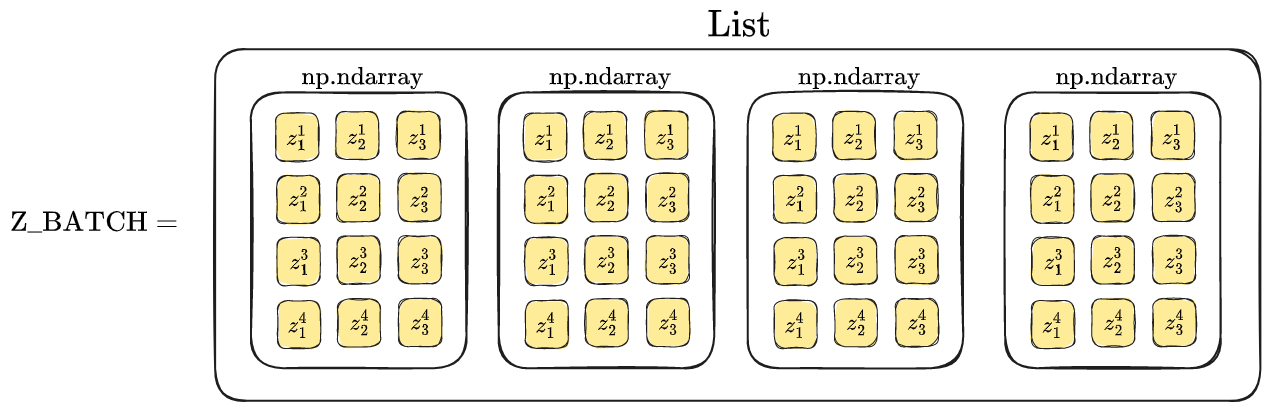 List
np.ndarray np.ndarray np.ndarray np.ndarray
z_1^1 z_2^1 z_3^1 z_1^1 z_2^1 z_3^1 z_1^1 z_2^1 z_3^1 z_1^1 z_2^1 z_3^1
z_1^2 z_2^2 z_3^2 z_1^2 z_2^2 z_3^2 z_1^2 z_2^2 z_3^2 z_1^2 z_2^2 z_3^2
Z_BATCH =
z_1^3 z_2^3 z_3^3 z_1^3 z_2^3 z_3^3 z_1^3 z_2^3 z_3^3 z_1^3 z_2^3 z_3^3
z_1^4 z_2^4 z_3^4 z_1^4 z_2^4 z_3^4 z_1^4 z_2^4 z_3^4 z_1^4 z_2^4 z_3^4